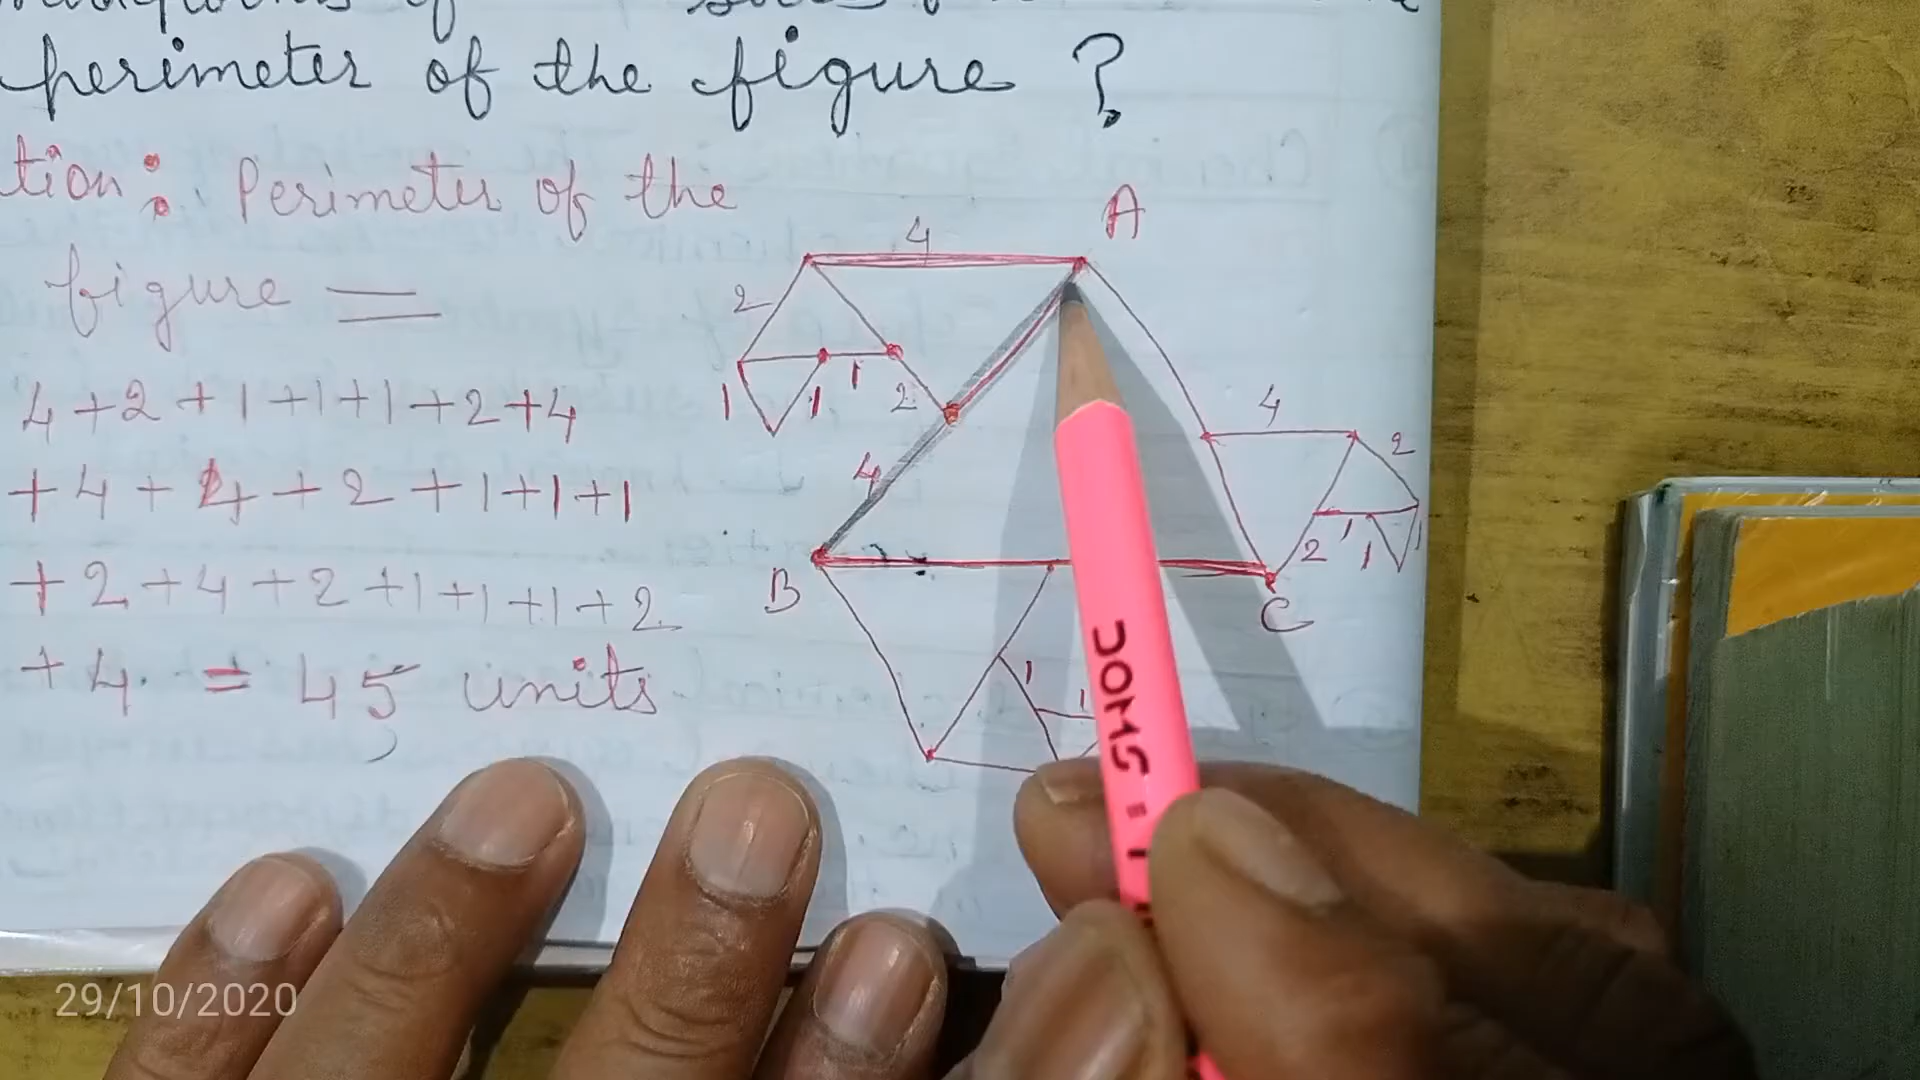 perimeter of the figure ?
tion : Perimeter of the
figure =
4+2+1+1+1+2+4
+4+4+2+1+1+1
+2+4+2+1+1+1+2
+4. = 45 units
A
4
2
1
1
1
2
4
B
4
2
2
1
1
1
C
1
1
DOMS
29/10/2020